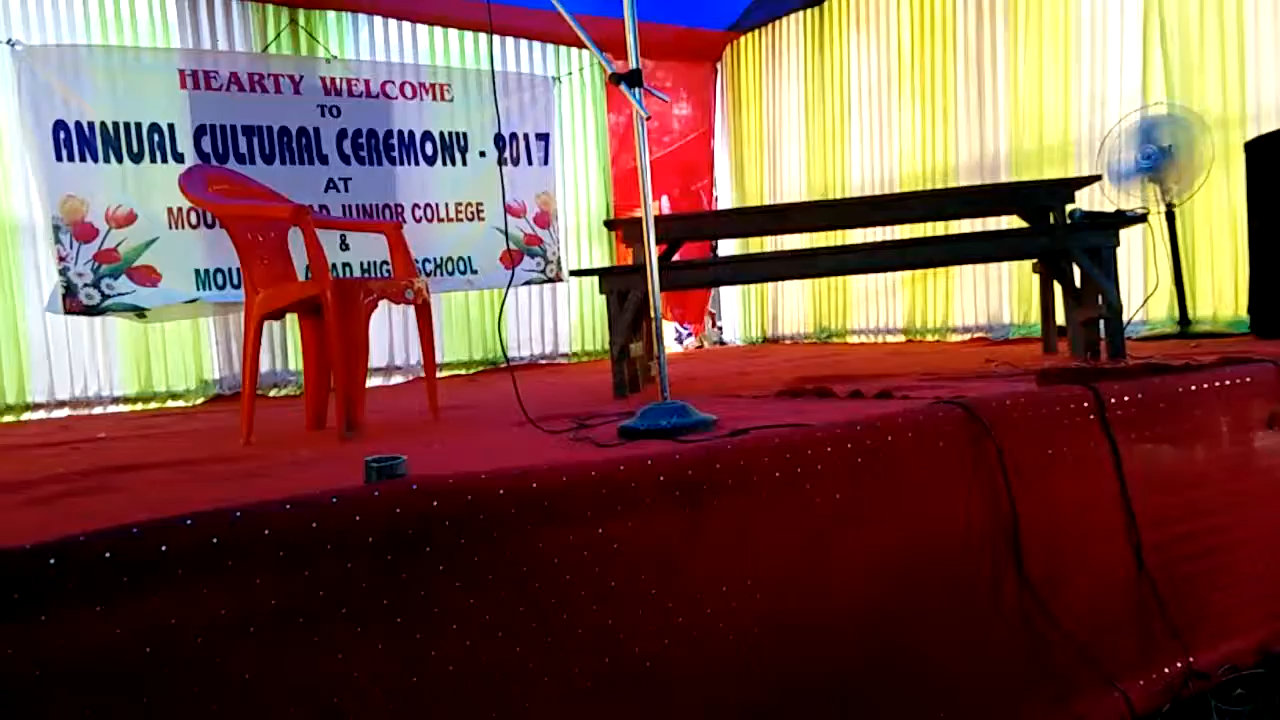 HEARTY WELCOME
TO
ANNUAL CULTURAL CEREMONY - 2017
AT
JUNIOR COLLEGE
&
SCHOOL